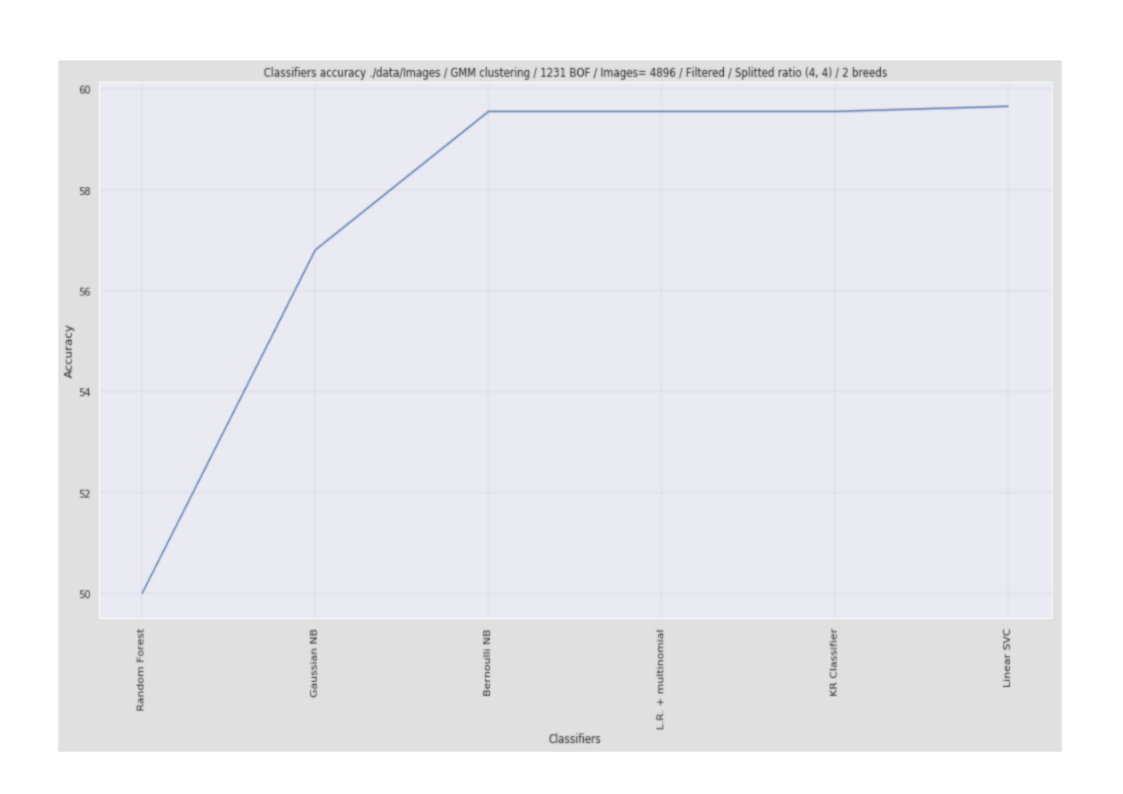 Classifiers accuracy ./data/Images / GMM clustering / 1231 BOF / Images= 4896 / Filtered / Splitted ratio (4, 4) / 2 breeds
60
58
56
54
52
50
Accuracy
Random Forest
Gaussian NB
Bernoulli NB
L.R. + multinomial
KR Classifier
Linear SVC
Classifiers